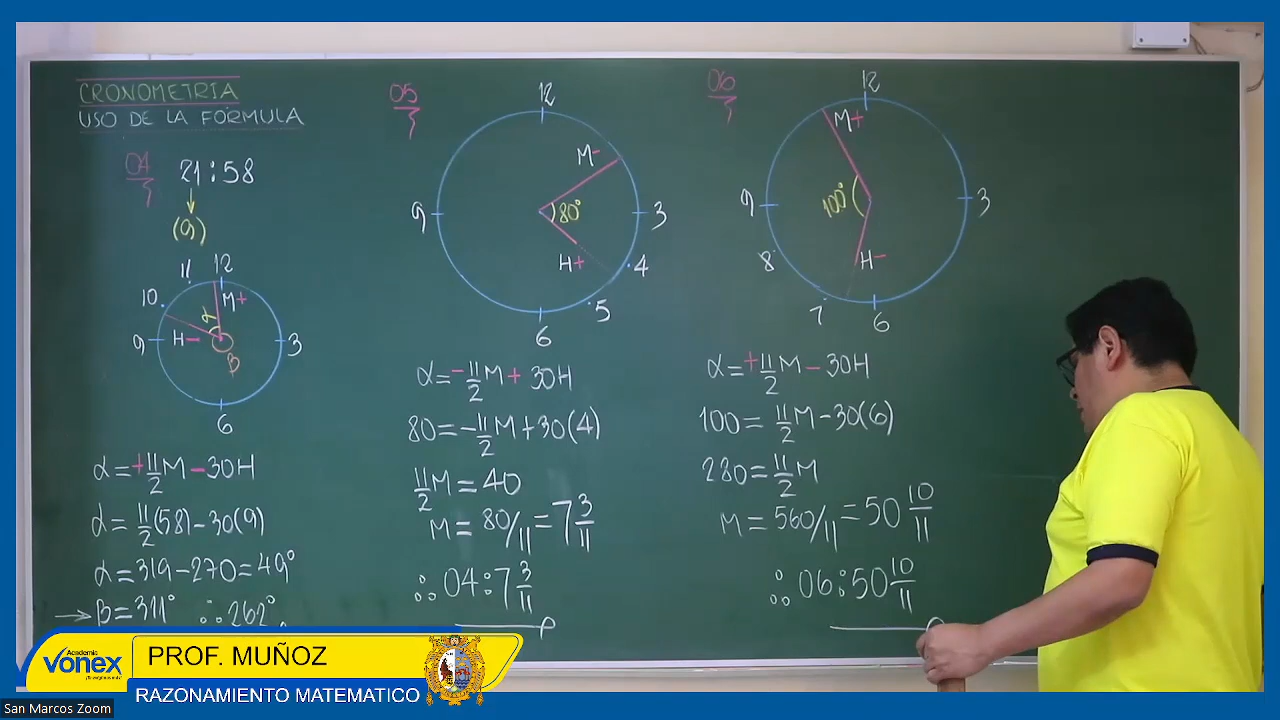 CRONOMETRIA
USO DE LA FÓRMULA
04
21:58
(9)
12
11
10
9
3
6
M+
H-
α
β
α=+11/2M-30H
α=11/2(58)-30(9)
α=319-270=49°
→β=311° ∴262°
05
12
9
3
4
5
6
M-
80°
H+
α=-11/2M+30H
80=-11/2M+30(4)
11/2M=40
M=80/11=7 3/11
∴04:7 3/11
06
12
9
3
8
7
6
M+
100°
H-
α=+11/2M-30H
100=11/2M-30(6)
280=11/2M
M=560/11=50 10/11
∴06:50 10/11
Academia
vonex
PROF. MUÑOZ
RAZONAMIENTO MATEMATICO
San Marcos Zoom